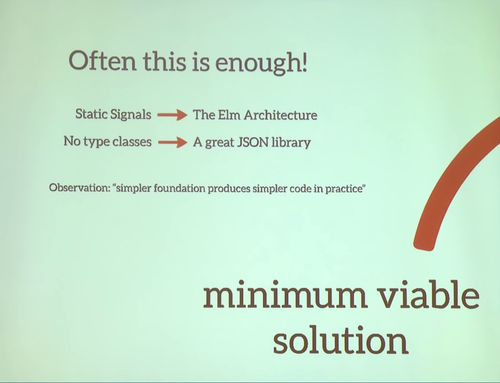 Often this is enough!
Static Signals → The Elm Architecture
No type classes → A great JSON library
Observation: "simpler foundation produces simpler code in practice"
minimum viable
solution